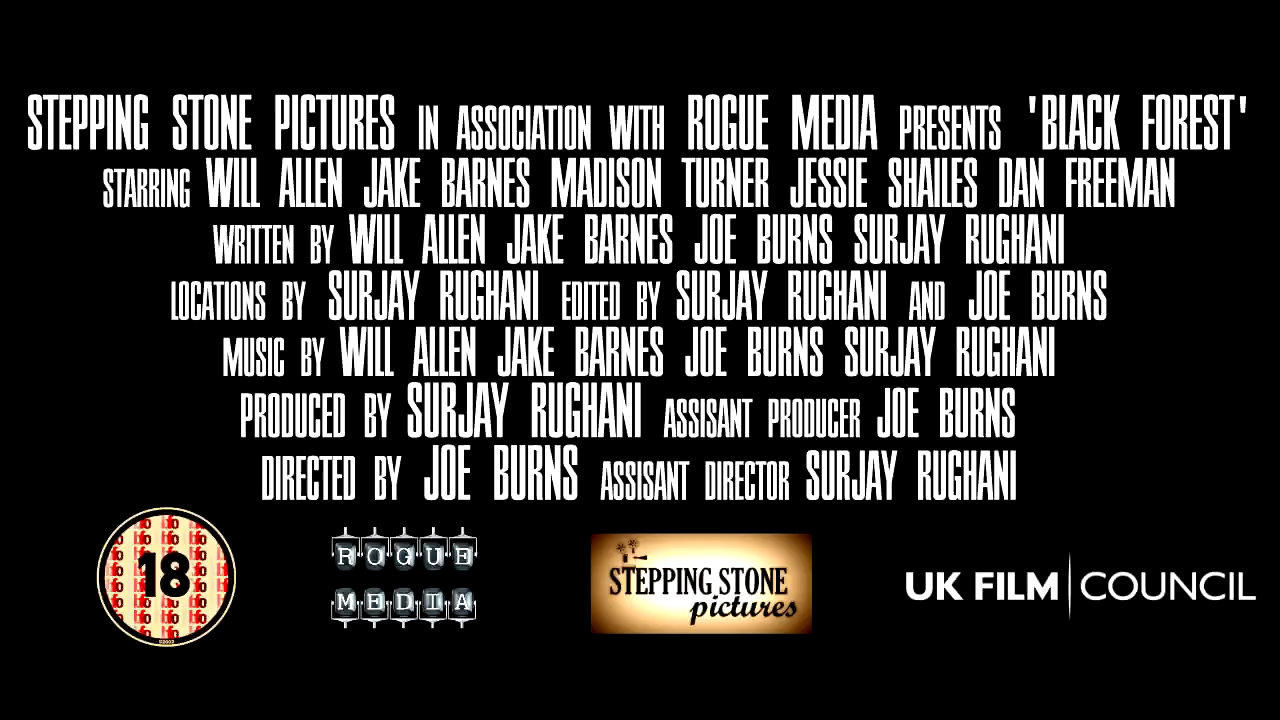 STEPPING STONE PICTURES IN ASSOCIATION WITH ROGUE MEDIA PRESENTS 'BLACK FOREST'
STARRING WILL ALLEN JAKE BARNES MADISON TURNER JESSIE SHAILES DAN FREEMAN
WRITTEN BY WILL ALLEN JAKE BARNES JOE BURNS SURJAY RUGHANI
LOCATIONS BY SURJAY RUGHANI EDITED BY SURJAY RUGHANI AND JOE BURNS
MUSIC BY WILL ALLEN JAKE BARNES JOE BURNS SURJAY RUGHANI
PRODUCED BY SURJAY RUGHANI ASSISANT PRODUCER JOE BURNS
DIRECTED BY JOE BURNS ASSISANT DIRECTOR SURJAY RUGHANI
18
ROGUE
MEDIA
STEPPING STONE
pictures
UK FILM COUNCIL